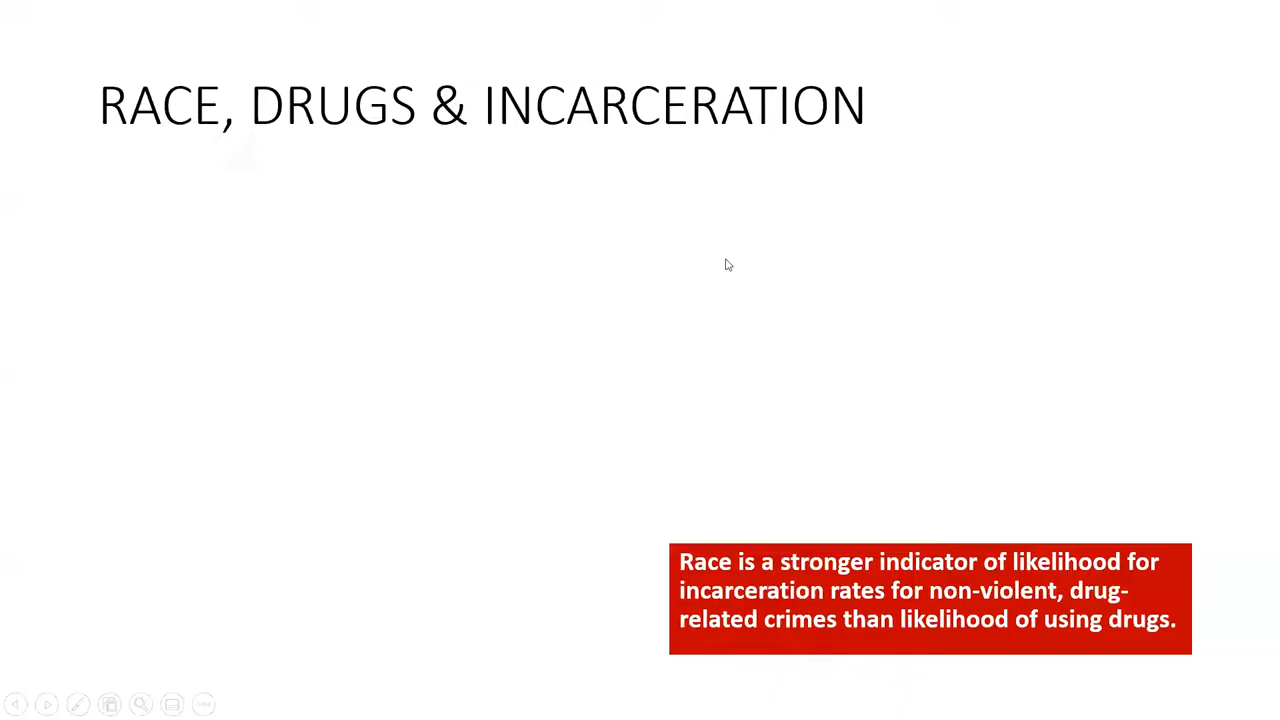 RACE, DRUGS & INCARCERATION
Race is a stronger indicator of likelihood for
incarceration rates for non-violent, drug-
related crimes than likelihood of using drugs.